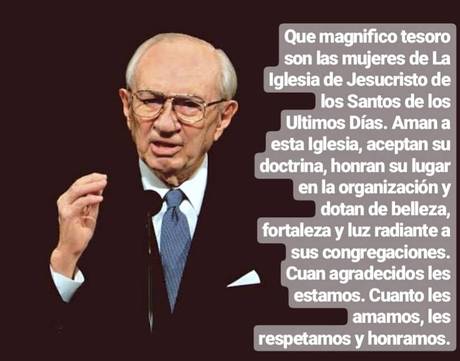 Que magnifico tesoro
son las mujeres de La
Iglesia de Jesucristo de
los Santos de los
Ultimos Días. Aman a
esta Iglesia, aceptan su
doctrina, honran su lugar
en la organización y
dotan de belleza,
fortaleza y luz radiante a
sus congregaciones.
Cuan agradecidos les
estamos. Cuanto les
amamos, les
respetamos y honramos.